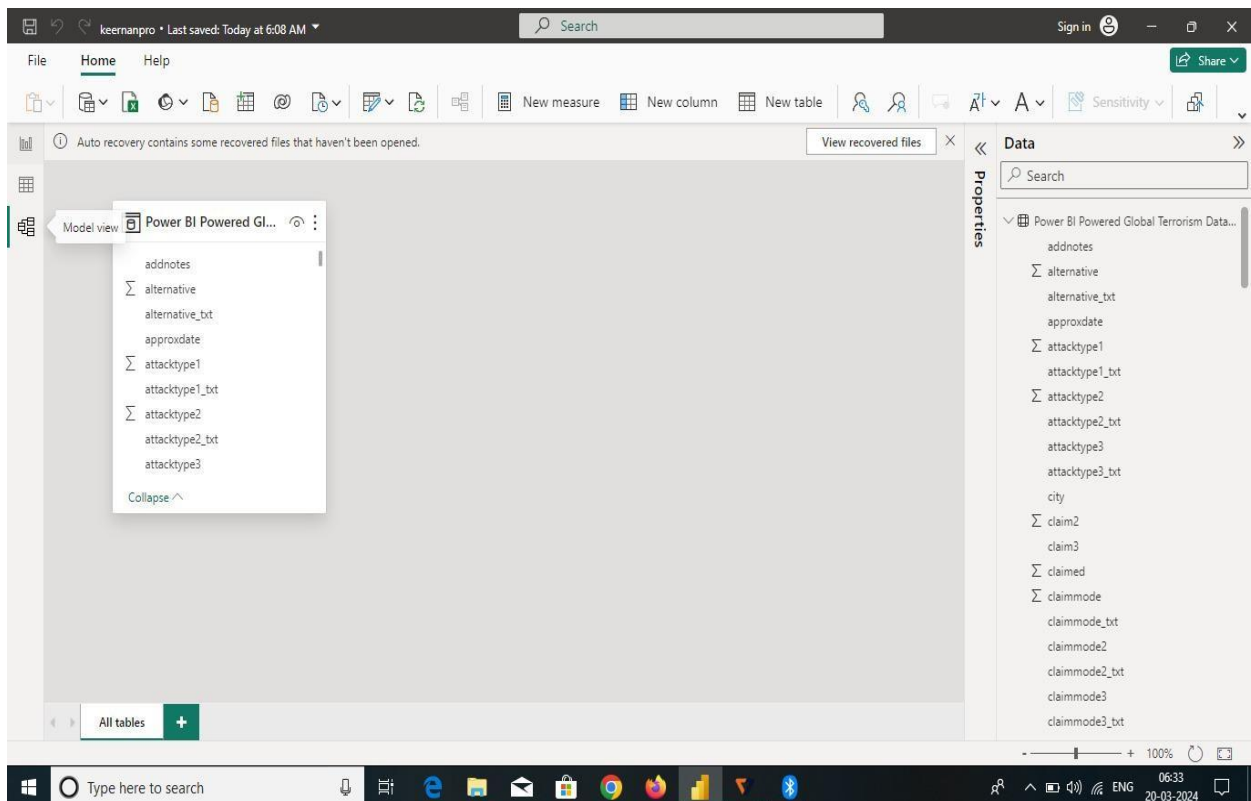 keernanpro • Last saved: Today at 6:08 AM
Search
Sign in
File Home Help
Share
New measure New column New table
Sensitivity
Auto recovery contains some recovered files that haven't been opened.
View recovered files
Model view
Power BI Powered Gl...
addnotes
alternative
alternative_txt
approxdate
attacktype1
attacktype1_txt
attacktype2
attacktype2_txt
attacktype3
Collapse
Properties
Data
Search
Power BI Powered Global Terrorism Data...
addnotes
alternative
alternative_txt
approxdate
attacktype1
attacktype1_txt
attacktype2
attacktype2_txt
attacktype3
attacktype3_txt
city
claim2
claim3
claimed
claimmode
claimmode_txt
claimmode2
claimmode2_txt
claimmode3
claimmode3_txt
All tables +
- + 100%
Type here to search
ENG
06:33
20-03-2024